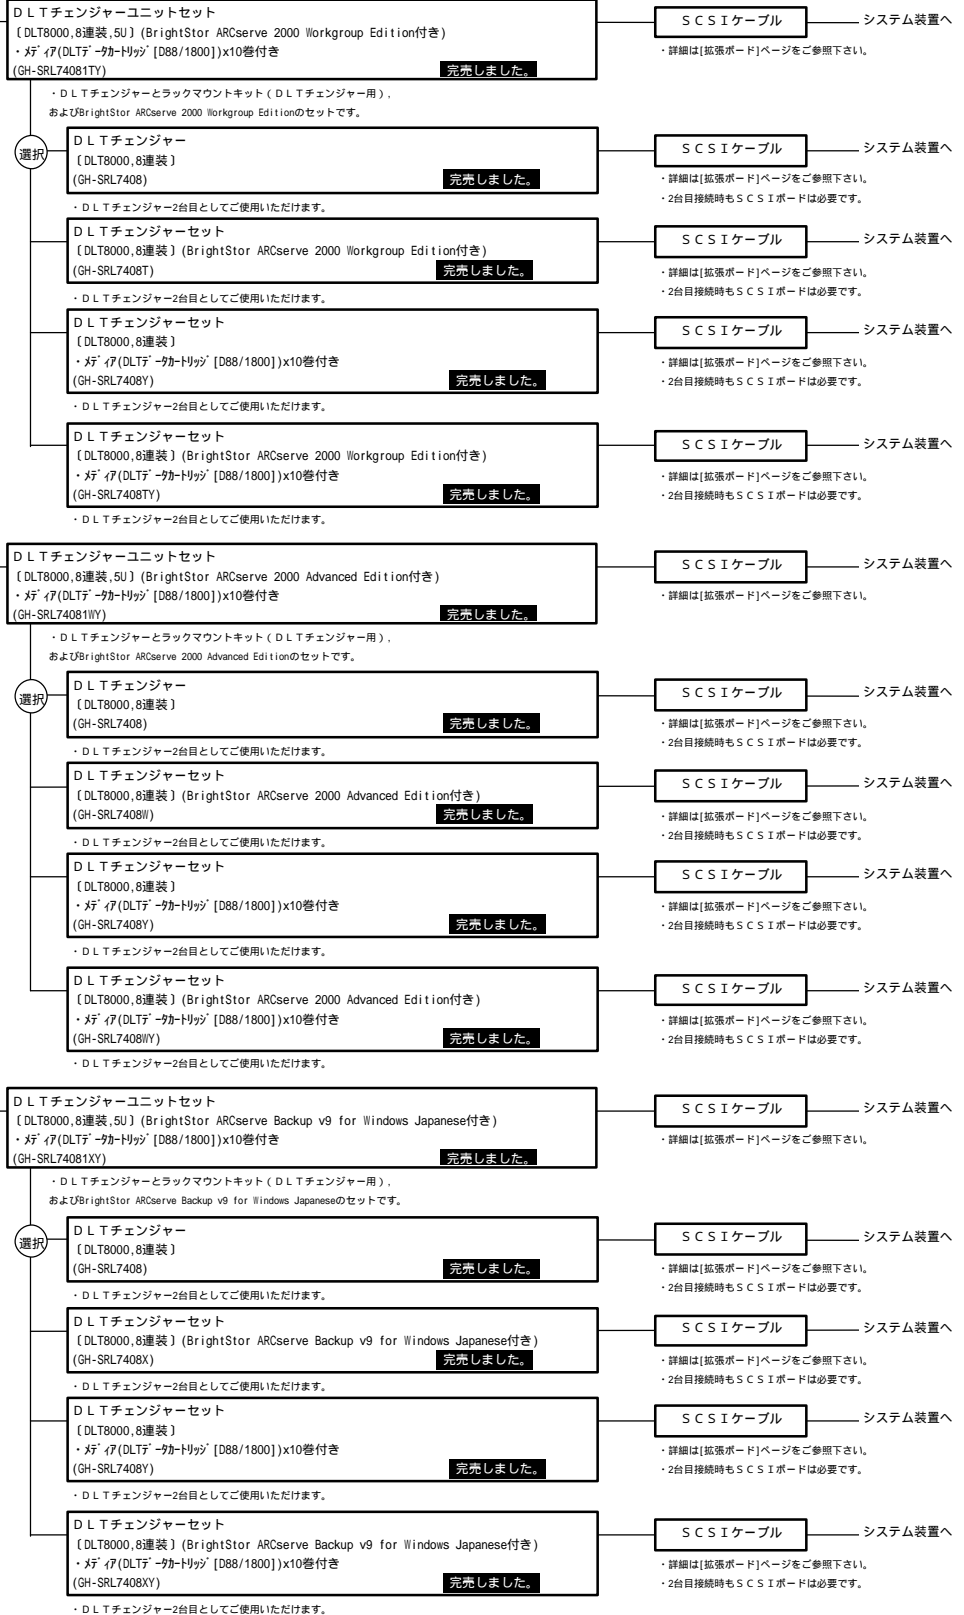 ＤＬＴチェンジャーユニットセット
〔DLT8000,8連装,5U〕(BrightStor ARCserve 2000 Workgroup Edition付き)
・ﾒﾃﾞｨｱ(DLTﾃﾞｰﾀｶｰﾄﾘｯｼﾞ[D88/1800])x10巻付き
(GH-SRL74081TY) 完売しました。
ＳＣＳＩケーブル システム装置へ
・詳細は[拡張ボード]ページをご参照下さい。
・ＤＬＴチェンジャーとラックマウントキット（ＤＬＴチェンジャー用）,
およびBrightStor ARCserve 2000 Workgroup Editionのセットです。
選択
ＤＬＴチェンジャー
〔DLT8000,8連装〕
(GH-SRL7408) 完売しました。
・ＤＬＴチェンジャー2台目としてご使用いただけます。
ＳＣＳＩケーブル システム装置へ
・詳細は[拡張ボード]ページをご参照下さい。
・2台目接続時もＳＣＳＩボードは必要です。
ＤＬＴチェンジャーセット
〔DLT8000,8連装〕(BrightStor ARCserve 2000 Workgroup Edition付き)
(GH-SRL7408T) 完売しました。
・ＤＬＴチェンジャー2台目としてご使用いただけます。
ＳＣＳＩケーブル システム装置へ
・詳細は[拡張ボード]ページをご参照下さい。
・2台目接続時もＳＣＳＩボードは必要です。
ＤＬＴチェンジャーセット
〔DLT8000,8連装〕
・ﾒﾃﾞｨｱ(DLTﾃﾞｰﾀｶｰﾄﾘｯｼﾞ[D88/1800])x10巻付き
(GH-SRL7408Y) 完売しました。
・ＤＬＴチェンジャー2台目としてご使用いただけます。
ＳＣＳＩケーブル システム装置へ
・詳細は[拡張ボード]ページをご参照下さい。
・2台目接続時もＳＣＳＩボードは必要です。
ＤＬＴチェンジャーセット
〔DLT8000,8連装〕(BrightStor ARCserve 2000 Workgroup Edition付き)
・ﾒﾃﾞｨｱ(DLTﾃﾞｰﾀｶｰﾄﾘｯｼﾞ[D88/1800])x10巻付き
(GH-SRL7408TY) 完売しました。
・ＤＬＴチェンジャー2台目としてご使用いただけます。
ＳＣＳＩケーブル システム装置へ
・詳細は[拡張ボード]ページをご参照下さい。
・2台目接続時もＳＣＳＩボードは必要です。
ＤＬＴチェンジャーユニットセット
〔DLT8000,8連装,5U〕(BrightStor ARCserve 2000 Advanced Edition付き)
・ﾒﾃﾞｨｱ(DLTﾃﾞｰﾀｶｰﾄﾘｯｼﾞ[D88/1800])x10巻付き
(GH-SRL74081WY) 完売しました。
ＳＣＳＩケーブル システム装置へ
・詳細は[拡張ボード]ページをご参照下さい。
・ＤＬＴチェンジャーとラックマウントキット（ＤＬＴチェンジャー用）,
およびBrightStor ARCserve 2000 Advanced Editionのセットです。
選択
ＤＬＴチェンジャー
〔DLT8000,8連装〕
(GH-SRL7408) 完売しました。
・ＤＬＴチェンジャー2台目としてご使用いただけます。
ＳＣＳＩケーブル システム装置へ
・詳細は[拡張ボード]ページをご参照下さい。
・2台目接続時もＳＣＳＩボードは必要です。
ＤＬＴチェンジャーセット
〔DLT8000,8連装〕(BrightStor ARCserve 2000 Advanced Edition付き)
(GH-SRL7408W) 完売しました。
・ＤＬＴチェンジャー2台目としてご使用いただけます。
ＳＣＳＩケーブル システム装置へ
・詳細は[拡張ボード]ページをご参照下さい。
・2台目接続時もＳＣＳＩボードは必要です。
ＤＬＴチェンジャーセット
〔DLT8000,8連装〕
・ﾒﾃﾞｨｱ(DLTﾃﾞｰﾀｶｰﾄﾘｯｼﾞ[D88/1800])x10巻付き
(GH-SRL7408Y) 完売しました。
・ＤＬＴチェンジャー2台目としてご使用いただけます。
ＳＣＳＩケーブル システム装置へ
・詳細は[拡張ボード]ページをご参照下さい。
・2台目接続時もＳＣＳＩボードは必要です。
ＤＬＴチェンジャーセット
〔DLT8000,8連装〕(BrightStor ARCserve 2000 Advanced Edition付き)
・ﾒﾃﾞｨｱ(DLTﾃﾞｰﾀｶｰﾄﾘｯｼﾞ[D88/1800])x10巻付き
(GH-SRL7408WY) 完売しました。
・ＤＬＴチェンジャー2台目としてご使用いただけます。
ＳＣＳＩケーブル システム装置へ
・詳細は[拡張ボード]ページをご参照下さい。
・2台目接続時もＳＣＳＩボードは必要です。
ＤＬＴチェンジャーユニットセット
〔DLT8000,8連装,5U〕(BrightStor ARCserve Backup v9 for Windows Japanese付き)
・ﾒﾃﾞｨｱ(DLTﾃﾞｰﾀｶｰﾄﾘｯｼﾞ[D88/1800])x10巻付き
(GH-SRL74081XY) 完売しました。
ＳＣＳＩケーブル システム装置へ
・詳細は[拡張ボード]ページをご参照下さい。
・ＤＬＴチェンジャーとラックマウントキット（ＤＬＴチェンジャー用）,
およびBrightStor ARCserve Backup v9 for Windows Japaneseのセットです。
選択
ＤＬＴチェンジャー
〔DLT8000,8連装〕
(GH-SRL7408) 完売しました。
・ＤＬＴチェンジャー2台目としてご使用いただけます。
ＳＣＳＩケーブル システム装置へ
・詳細は[拡張ボード]ページをご参照下さい。
・2台目接続時もＳＣＳＩボードは必要です。
ＤＬＴチェンジャーセット
〔DLT8000,8連装〕(BrightStor ARCserve Backup v9 for Windows Japanese付き)
(GH-SRL7408X) 完売しました。
・ＤＬＴチェンジャー2台目としてご使用いただけます。
ＳＣＳＩケーブル システム装置へ
・詳細は[拡張ボード]ページをご参照下さい。
・2台目接続時もＳＣＳＩボードは必要です。
ＤＬＴチェンジャーセット
〔DLT8000,8連装〕
・ﾒﾃﾞｨｱ(DLTﾃﾞｰﾀｶｰﾄﾘｯｼﾞ[D88/1800])x10巻付き
(GH-SRL7408Y) 完売しました。
・ＤＬＴチェンジャー2台目としてご使用いただけます。
ＳＣＳＩケーブル システム装置へ
・詳細は[拡張ボード]ページをご参照下さい。
・2台目接続時もＳＣＳＩボードは必要です。
ＤＬＴチェンジャーセット
〔DLT8000,8連装〕(BrightStor ARCserve Backup v9 for Windows Japanese付き)
・ﾒﾃﾞｨｱ(DLTﾃﾞｰﾀｶｰﾄﾘｯｼﾞ[D88/1800])x10巻付き
(GH-SRL7408XY) 完売しました。
・ＤＬＴチェンジャー2台目としてご使用いただけます。
ＳＣＳＩケーブル システム装置へ
・詳細は[拡張ボード]ページをご参照下さい。
・2台目接続時もＳＣＳＩボードは必要です。